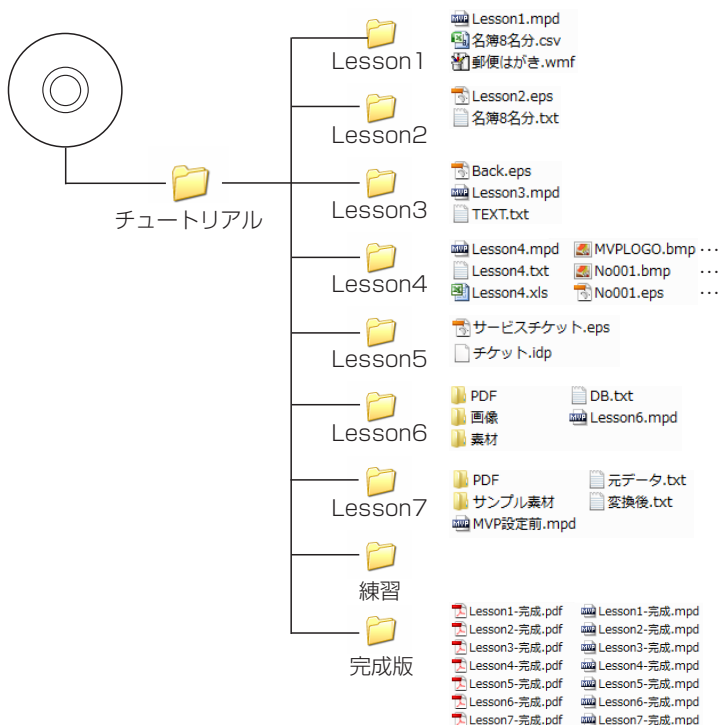 Lesson1.mpd
名簿8名分.csv
郵便はがき.wmf
Lesson1
Lesson2.eps
名簿8名分.txt
Lesson2
チュートリアル
Back.eps
Lesson3.mpd
TEXT.txt
Lesson3
Lesson4.mpd MVPLOGO.bmp ・・・
Lesson4.txt No001.bmp ・・・
Lesson4.xls No001.eps ・・・
Lesson4
サービスチケット.eps
チケット.idp
Lesson5
PDF DB.txt
画像 Lesson6.mpd
素材
Lesson6
PDF 元データ.txt
サンプル素材 変換後.txt
MVP設定前.mpd
Lesson7
練習
完成版
Lesson1-完成.pdf Lesson1-完成.mpd
Lesson2-完成.pdf Lesson2-完成.mpd
Lesson3-完成.pdf Lesson3-完成.mpd
Lesson4-完成.pdf Lesson4-完成.mpd
Lesson5-完成.pdf Lesson5-完成.mpd
Lesson6-完成.pdf Lesson6-完成.mpd
Lesson7-完成.pdf Lesson7-完成.mpd